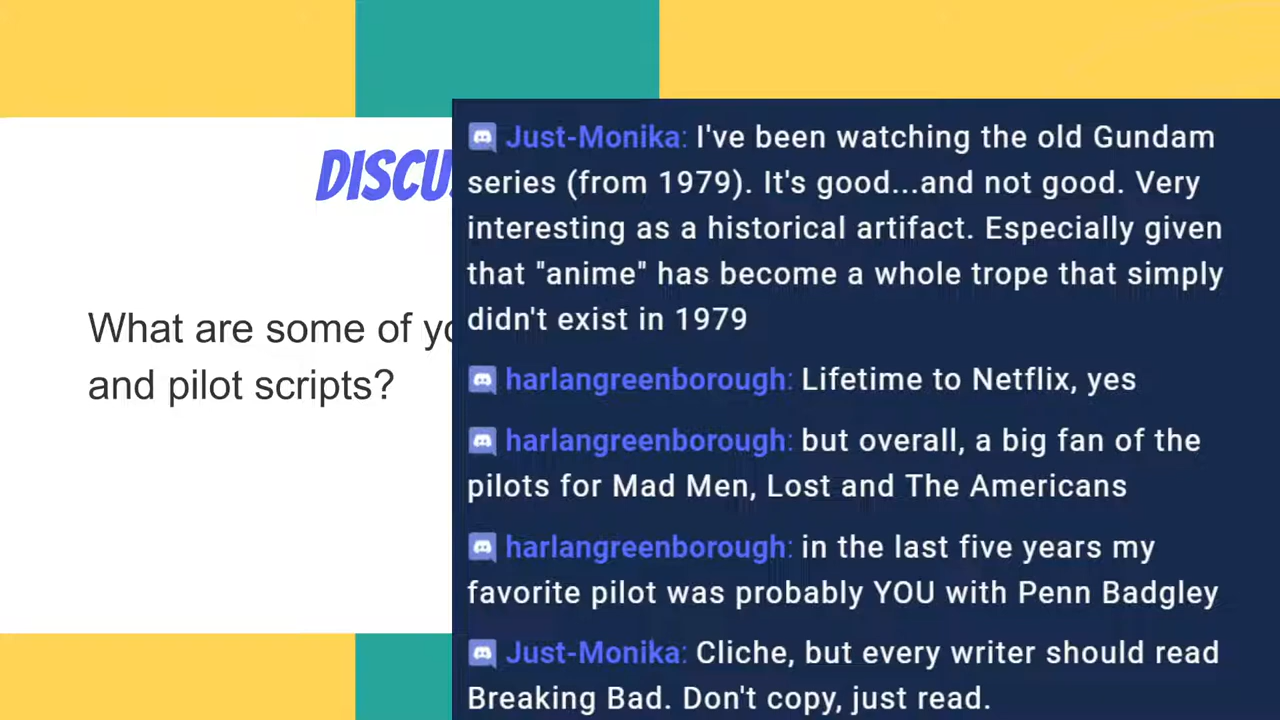 DISCU
What are some of yo
and pilot scripts?
Just-Monika: I've been watching the old Gundam
series (from 1979). It's good...and not good. Very
interesting as a historical artifact. Especially given
that "anime" has become a whole trope that simply
didn't exist in 1979
harlangreenborough: Lifetime to Netflix, yes
harlangreenborough: but overall, a big fan of the
pilots for Mad Men, Lost and The Americans
harlangreenborough: in the last five years my
favorite pilot was probably YOU with Penn Badgley
Just-Monika: Cliche, but every writer should read
Breaking Bad. Don't copy, just read.